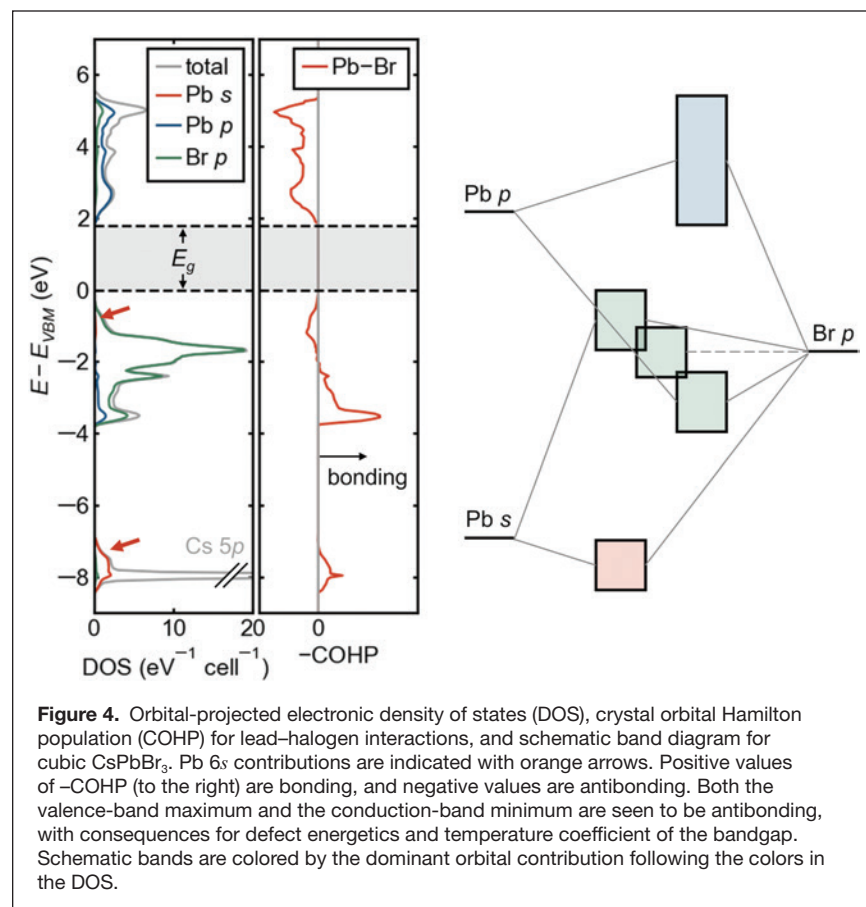 6
4
2
0
−2
−4
−6
−8
E − E_VBM (eV)
total
Pb s
Pb p
Br p
E_g
Cs 5p
0
10
20
DOS (eV⁻¹ cell⁻¹)
Pb−Br
bonding
0
−COHP
Pb p
Br p
Pb s
Figure 4. Orbital-projected electronic density of states (DOS), crystal orbital Hamilton
population (COHP) for lead–halogen interactions, and schematic band diagram for
cubic CsPbBr₃. Pb 6s contributions are indicated with orange arrows. Positive values
of –COHP (to the right) are bonding, and negative values are antibonding. Both the
valence-band maximum and the conduction-band minimum are seen to be antibonding,
with consequences for defect energetics and temperature coefficient of the bandgap.
Schematic bands are colored by the dominant orbital contribution following the colors in
the DOS.